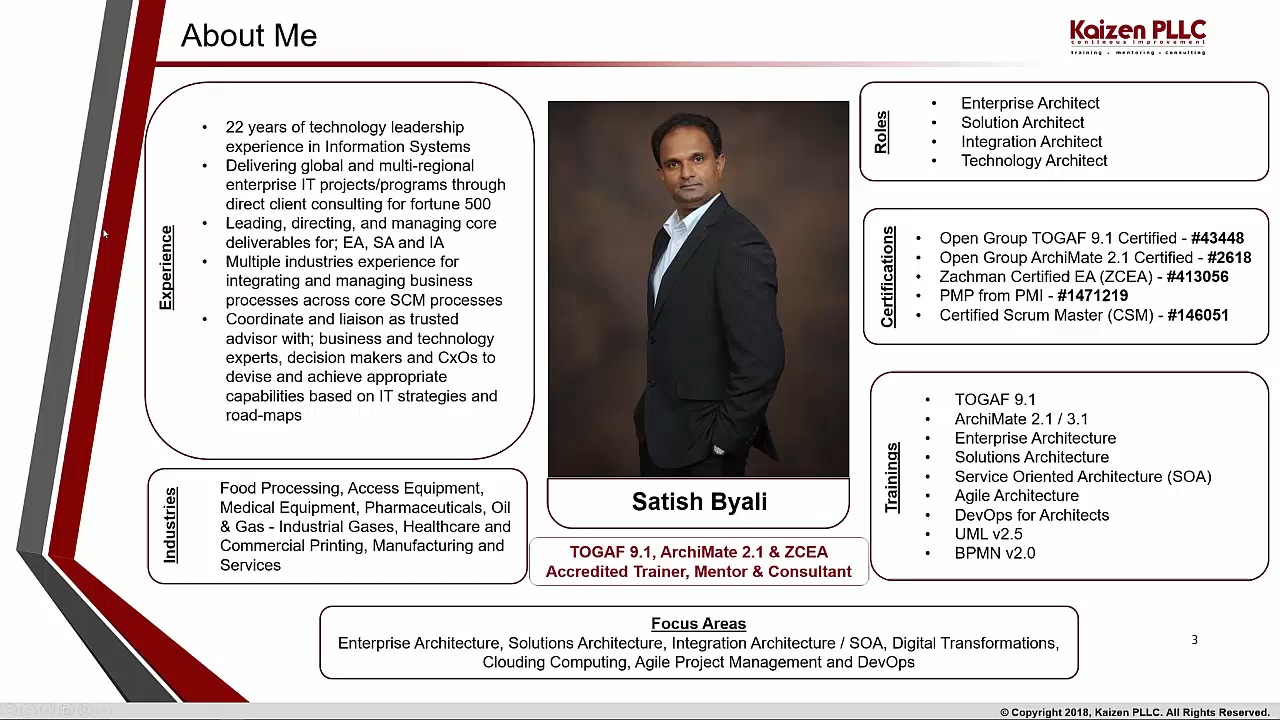 About Me
Kaizen PLLC
continous improvement
training • mentoring • consulting
Experience
• 22 years of technology leadership
experience in Information Systems
• Delivering global and multi-regional
enterprise IT projects/programs through
direct client consulting for fortune 500
• Leading, directing, and managing core
deliverables for; EA, SA and IA
• Multiple industries experience for
integrating and managing business
processes across core SCM processes
• Coordinate and liaison as trusted
advisor with; business and technology
experts, decision makers and CxOs to
devise and achieve appropriate
capabilities based on IT strategies and
road-maps
Industries
Food Processing, Access Equipment,
Medical Equipment, Pharmaceuticals, Oil
& Gas - Industrial Gases, Healthcare and
Commercial Printing, Manufacturing and
Services
Satish Byali
TOGAF 9.1, ArchiMate 2.1 & ZCEA
Accredited Trainer, Mentor & Consultant
Roles
• Enterprise Architect
• Solution Architect
• Integration Architect
• Technology Architect
Certifications
• Open Group TOGAF 9.1 Certified - #43448
• Open Group ArchiMate 2.1 Certified - #2618
• Zachman Certified EA (ZCEA) - #413056
• PMP from PMI - #1471219
• Certified Scrum Master (CSM) - #146051
Trainings
• TOGAF 9.1
• ArchiMate 2.1 / 3.1
• Enterprise Architecture
• Solutions Architecture
• Service Oriented Architecture (SOA)
• Agile Architecture
• DevOps for Architects
• UML v2.5
• BPMN v2.0
Focus Areas
Enterprise Architecture, Solutions Architecture, Integration Architecture / SOA, Digital Transformations,
Clouding Computing, Agile Project Management and DevOps
3
© Copyright 2018, Kaizen PLLC. All Rights Reserved.